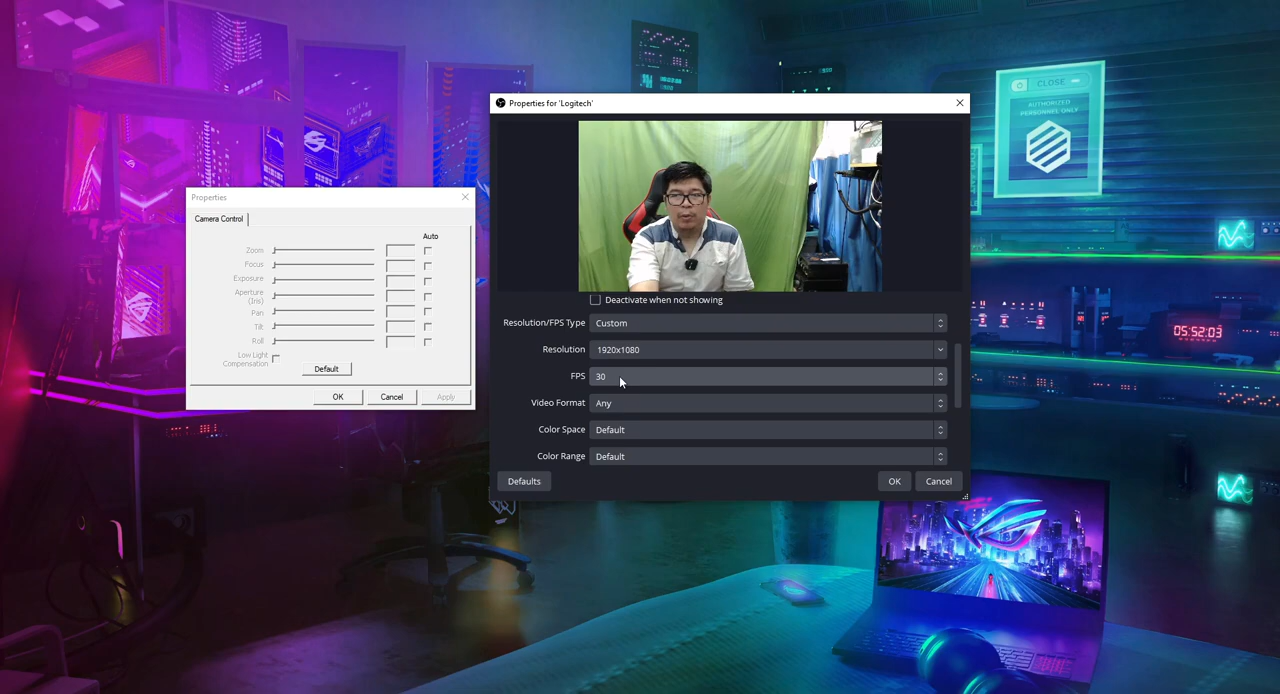 CLOSE
AUTHORIZED
PERSONNEL ONLY
05:52:03
Properties
Camera Control
Auto
Zoom
Focus
Exposure
Aperture
(Iris)
Pan
Tilt
Roll
Low Light
Compensation
Default
OK
Cancel
Apply
Properties for 'Logitech'
Deactivate when not showing
Resolution/FPS Type
Custom
Resolution
1920x1080
FPS
30
Video Format
Any
Color Space
Default
Color Range
Default
Defaults
OK
Cancel